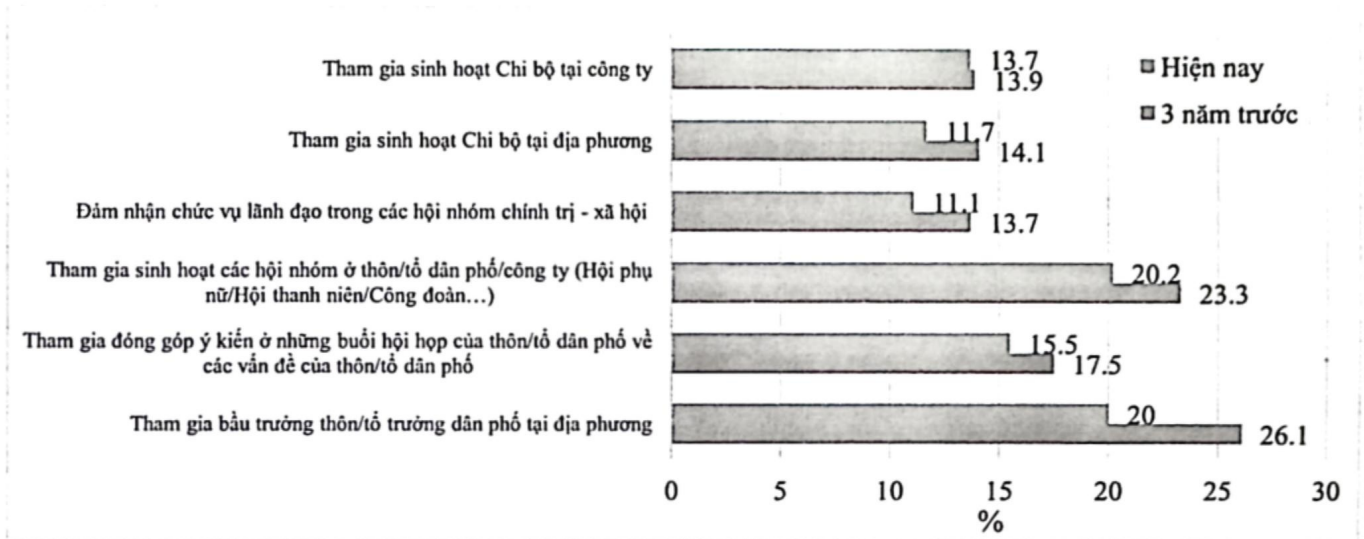 Tham gia sinh hoạt Chi bộ tại công ty
13.7
13.9
Hiện nay
3 năm trước
Tham gia sinh hoạt Chi bộ tại địa phương
11.7
14.1
Đảm nhận chức vụ lãnh đạo trong các hội nhóm chính trị - xã hội
11.1
13.7
Tham gia sinh hoạt các hội nhóm ở thôn/tổ dân phố/công ty (Hội phụ
nữ/Hội thanh niên/Công đoàn...)
20.2
23.3
Tham gia đóng góp ý kiến ở những buổi hội họp của thôn/tổ dân phố về
các vấn đề của thôn/tổ dân phố
15.5
17.5
Tham gia bầu trưởng thôn/tổ trưởng dân phố tại địa phương
20
26.1
0 5 10 15 20 25 30
%